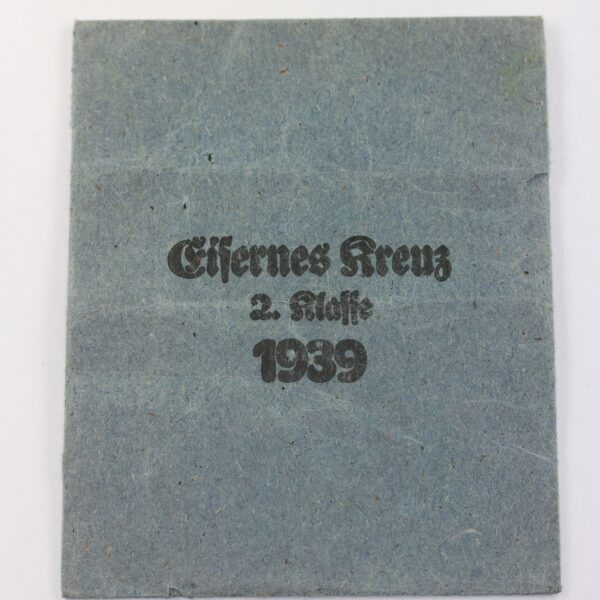 Eisernes Kreuz
2. Klasse
1939